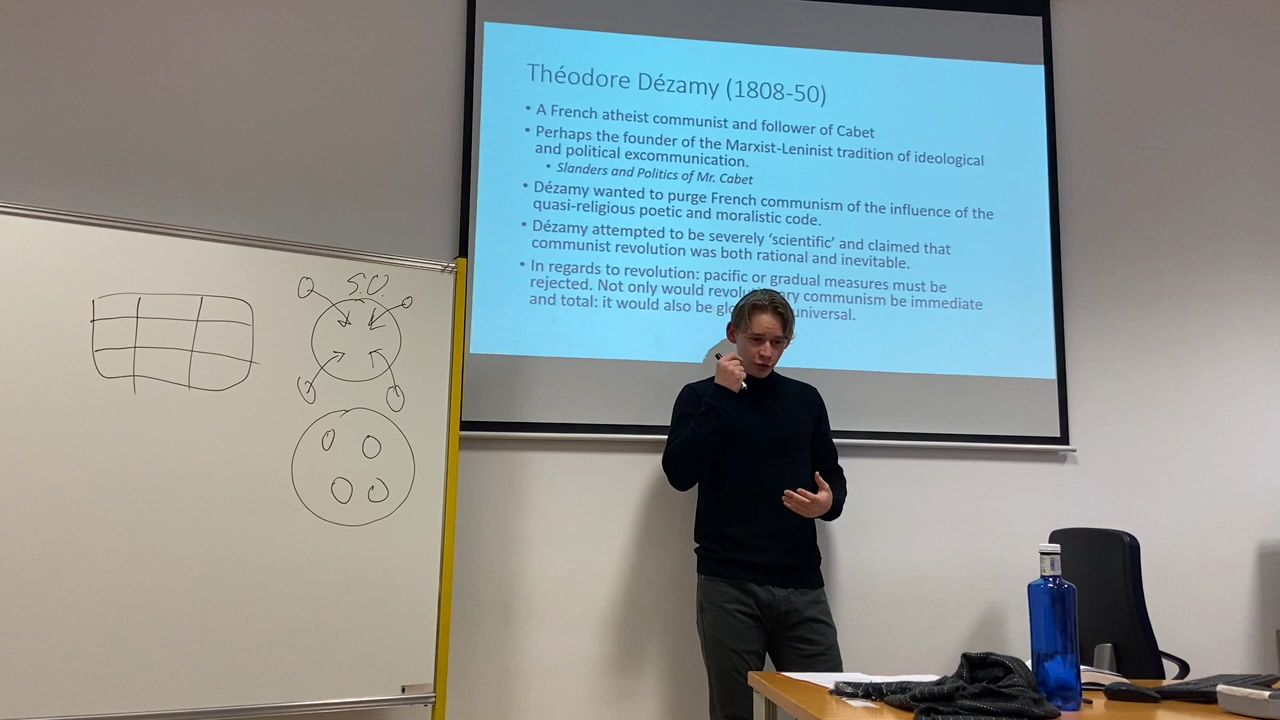 Théodore Dézamy (1808-50)
• A French atheist communist and follower of Cabet
• Perhaps the founder of the Marxist-Leninist tradition of ideological
and political excommunication.
• Slanders and Politics of Mr. Cabet
• Dézamy wanted to purge French communism of the influence of the
quasi-religious poetic and moralistic code.
• Dézamy attempted to be severely ‘scientific’ and claimed that
communist revolution was both rational and inevitable.
• In regards to revolution: pacific or gradual measures must be
rejected. Not only would revolutionary communism be immediate
and total: it would also be universal.